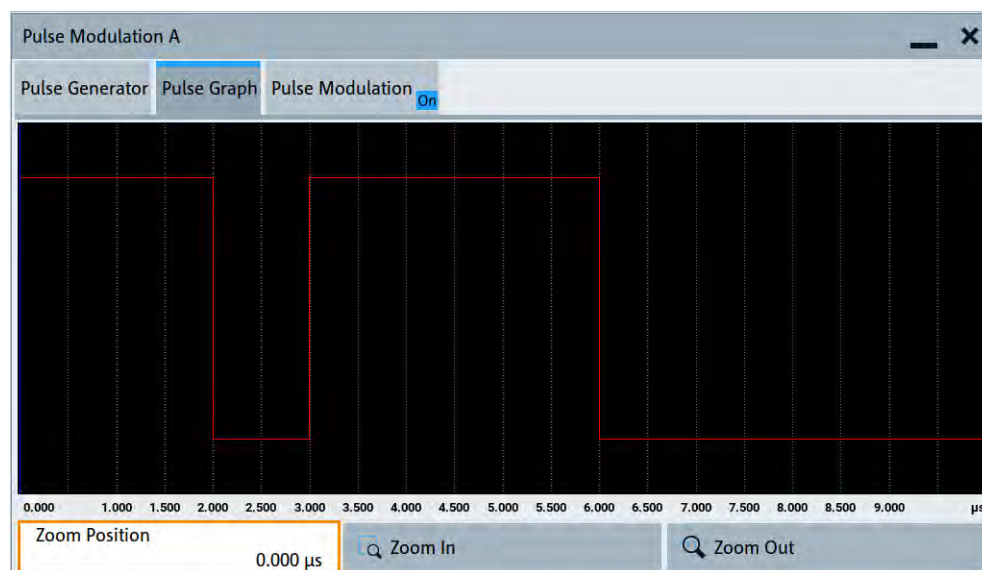 Pulse Modulation A
Pulse Generator Pulse Graph Pulse Modulation On
0.000 1.000 1.500 2.000 2.500 3.000 3.500 4.000 4.500 5.000 5.500 6.000 6.500 7.000 7.500 8.000 8.500 9.000 µs
Zoom Position
0.000 µs Zoom In Zoom Out